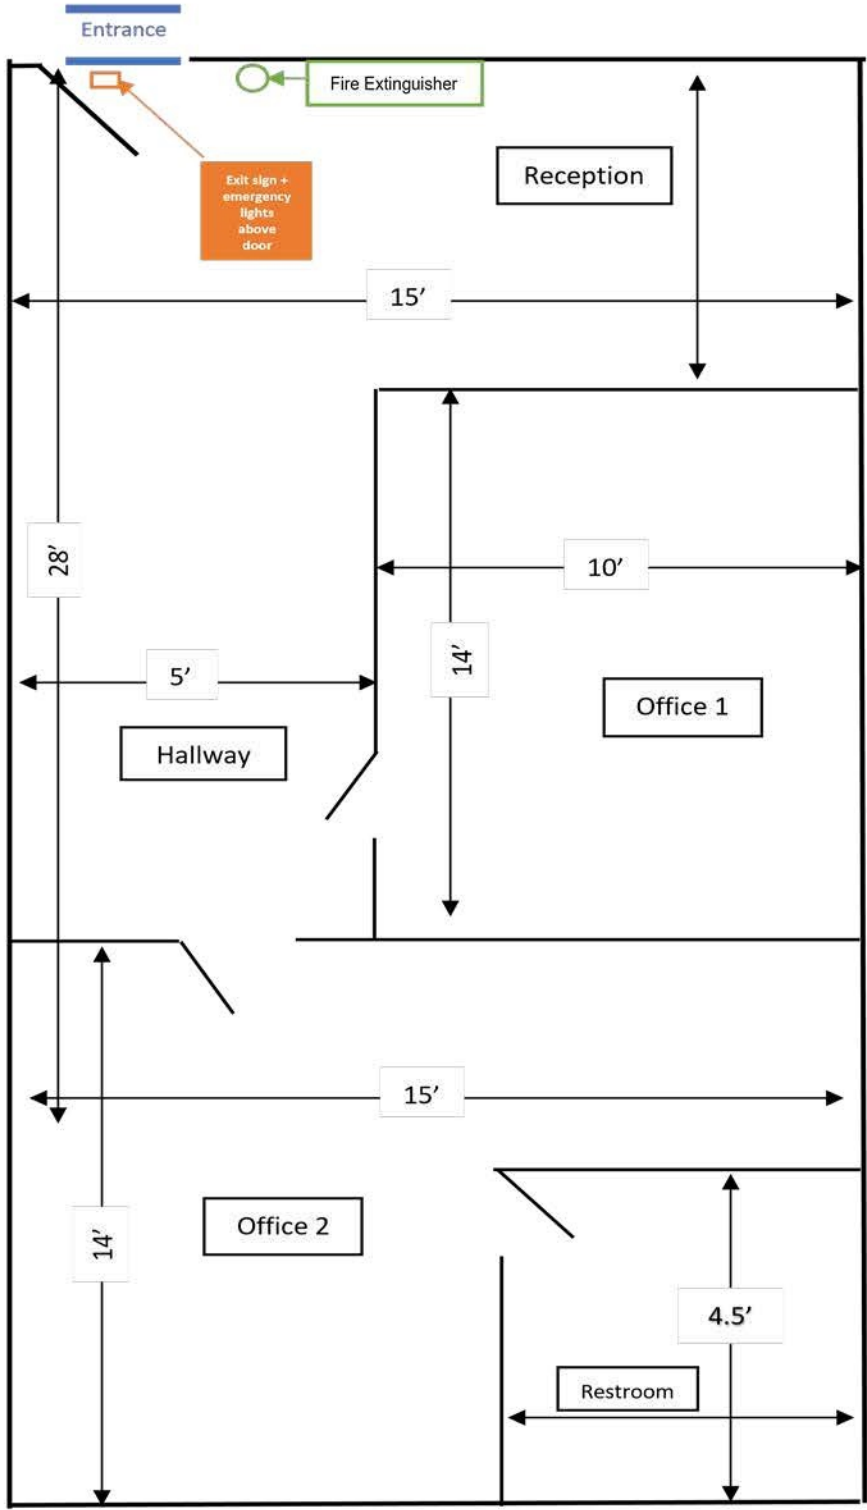 Entrance
Fire Extinguisher
Exit sign +
emergency
lights
above
door
Reception
15’
28’
10’
14’
5’
Office 1
Hallway
15’
Office 2
14’
4.5’
Restroom